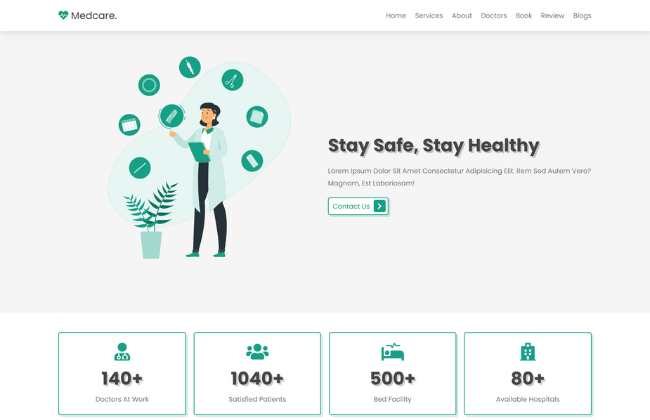 Medcare.
Home Services About Doctors Book Review Blogs
Stay Safe, Stay Healthy
Lorem Ipsum Dolor Sit Amet Consectetur Adipisicing Elit. Rem Sed Autem Vero?
Magnam, Est Laboriosam!
Contact Us
140+ 1040+ 500+ 80+
Doctors At Work Satisfied Patients Bed Facility Available Hospitals